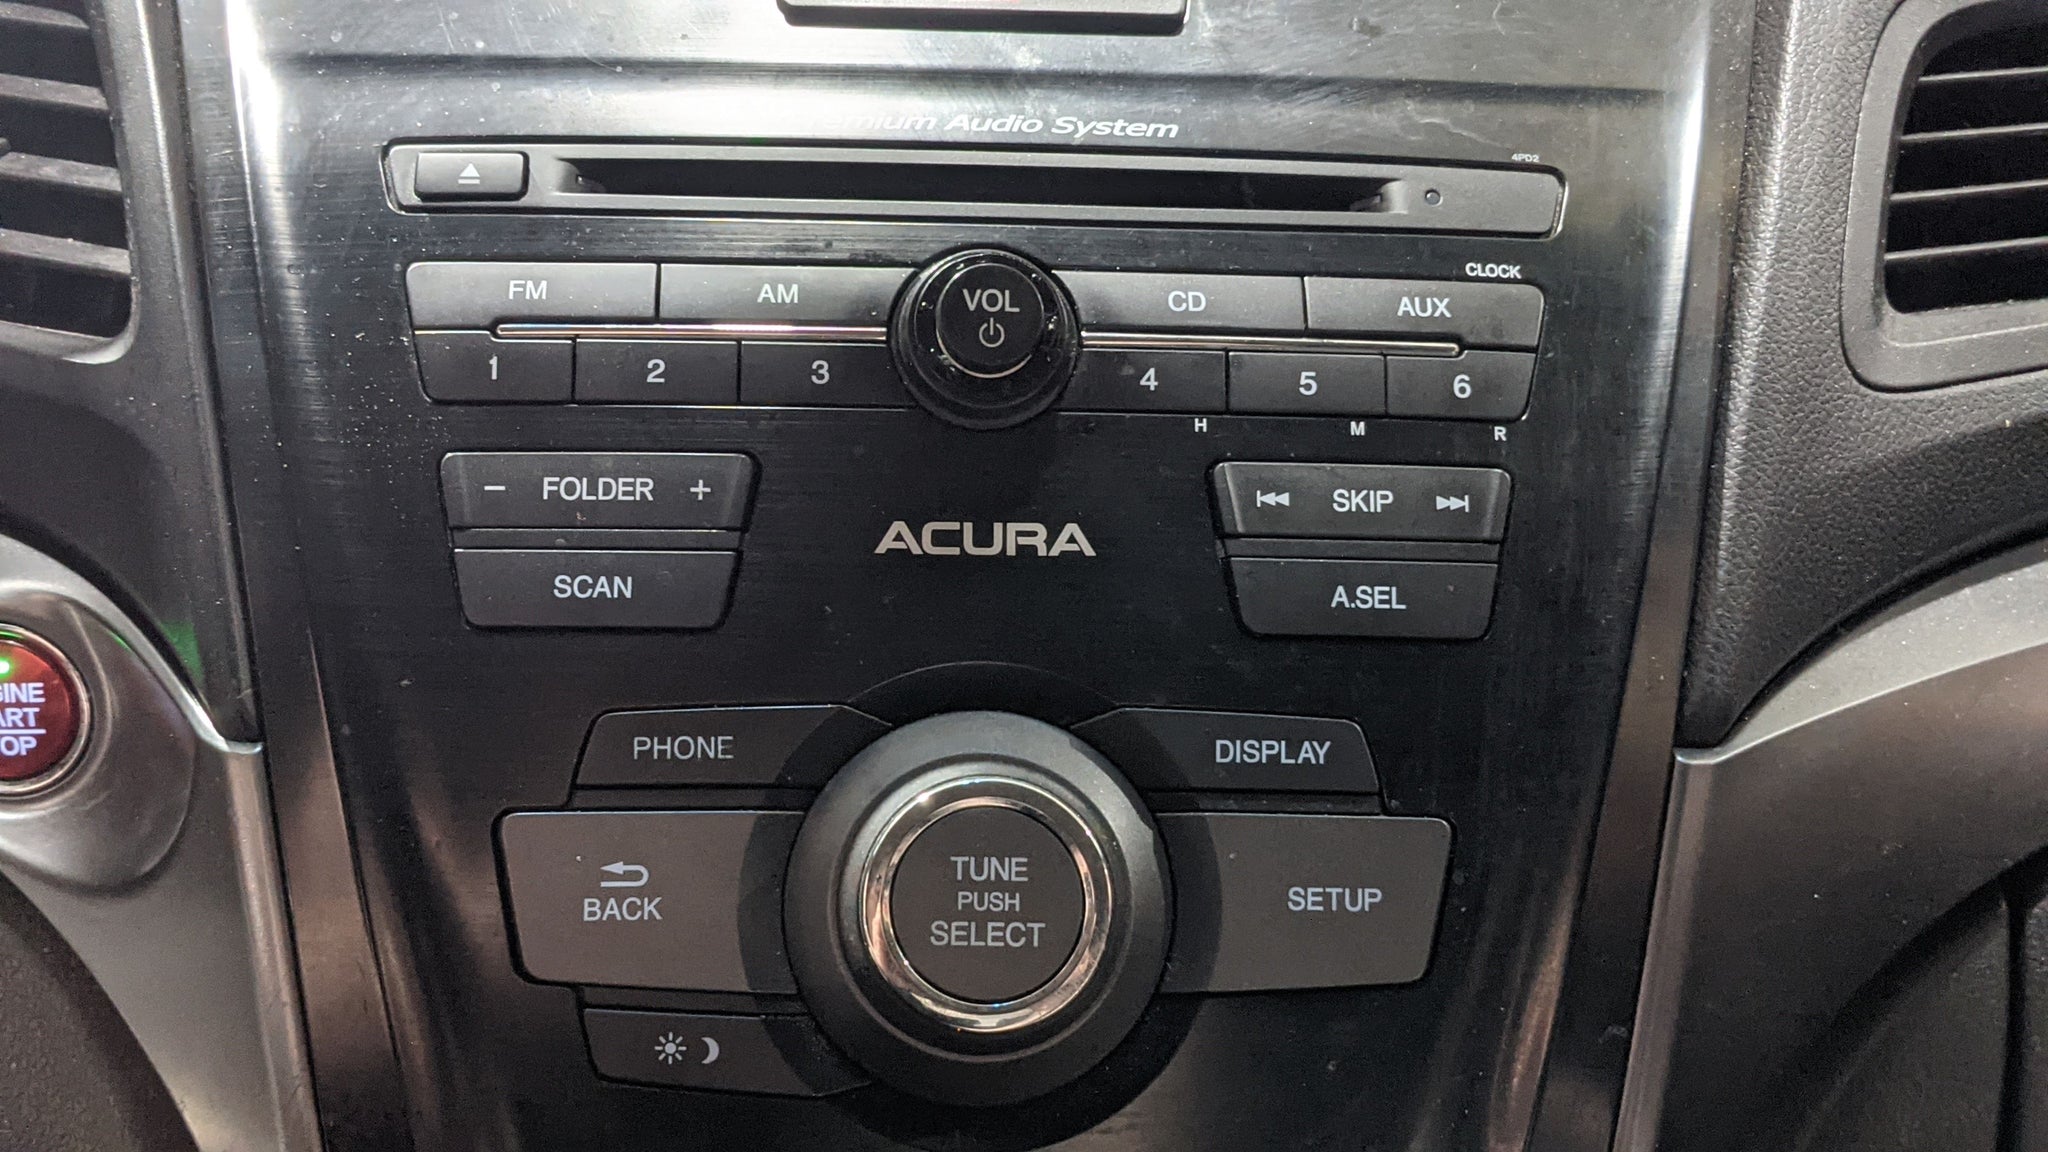 Premium Audio System
4PD2
CLOCK
FM AM VOL CD AUX
1 2 3 4 5 6
H M R
- FOLDER + SKIP
ACURA
SCAN A.SEL
PHONE DISPLAY
TUNE
PUSH
SELECT
BACK SETUP